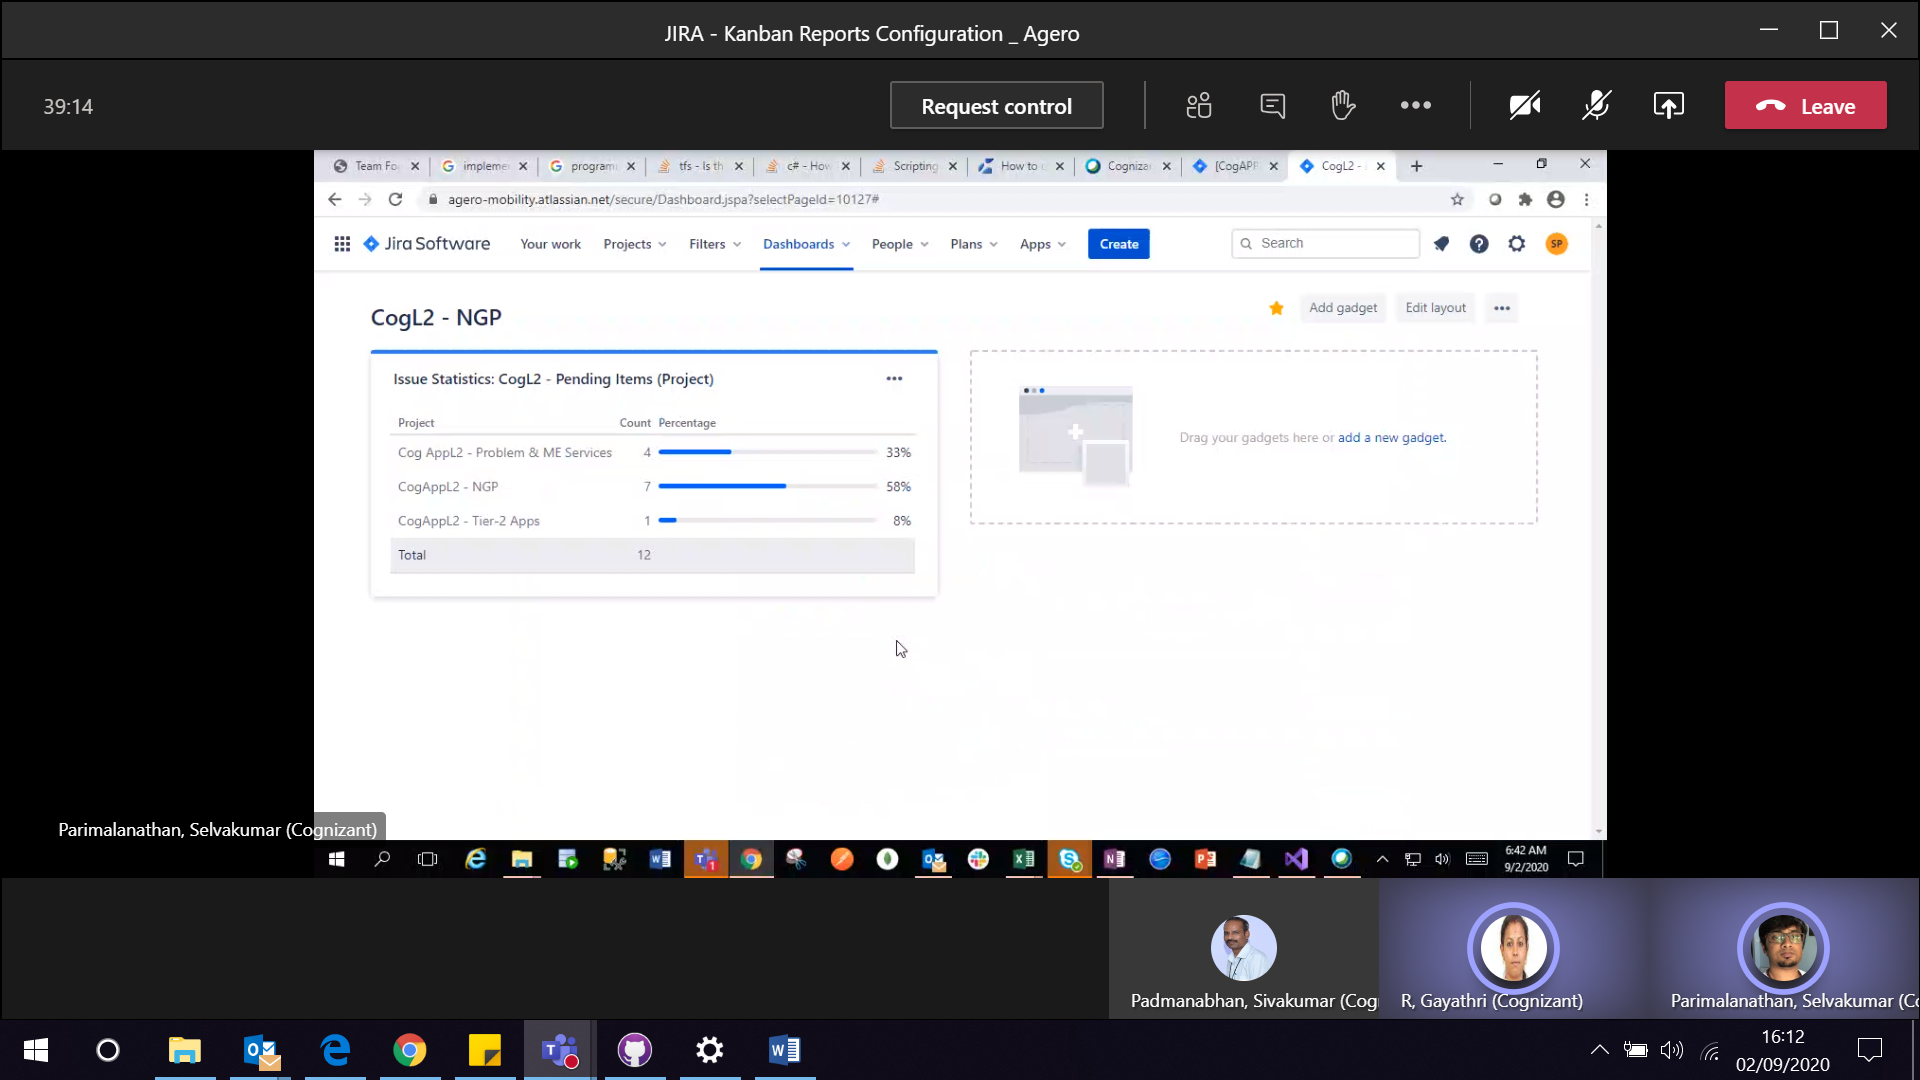 JIRA - Kanban Reports Configuration _ Agero
39:14
Request control
Leave
Team Fo
implemen
program
tfs - Is th
c# - How
Scripting
How to u
Cognizan
[CogAPP
CogL2 -
agero-mobility.atlassian.net/secure/Dashboard.jspa?selectPageId=10127#
Jira Software
Your work
Projects
Filters
Dashboards
People
Plans
Apps
Create
Search
SP
CogL2 - NGP
Add gadget
Edit layout
Issue Statistics: CogL2 - Pending Items (Project)
Project Count Percentage
Cog AppL2 - Problem & ME Services 4 33%
CogAppL2 - NGP 7 58%
CogAppL2 - Tier-2 Apps 1 8%
Total 12
Drag your gadgets here or add a new gadget.
Parimalanathan, Selvakumar (Cognizant)
6:42 AM
9/2/2020
Padmanabhan, Sivakumar (Cog
R, Gayathri (Cognizant)
Parimalanathan, Selvakumar (Co
16:12
02/09/2020